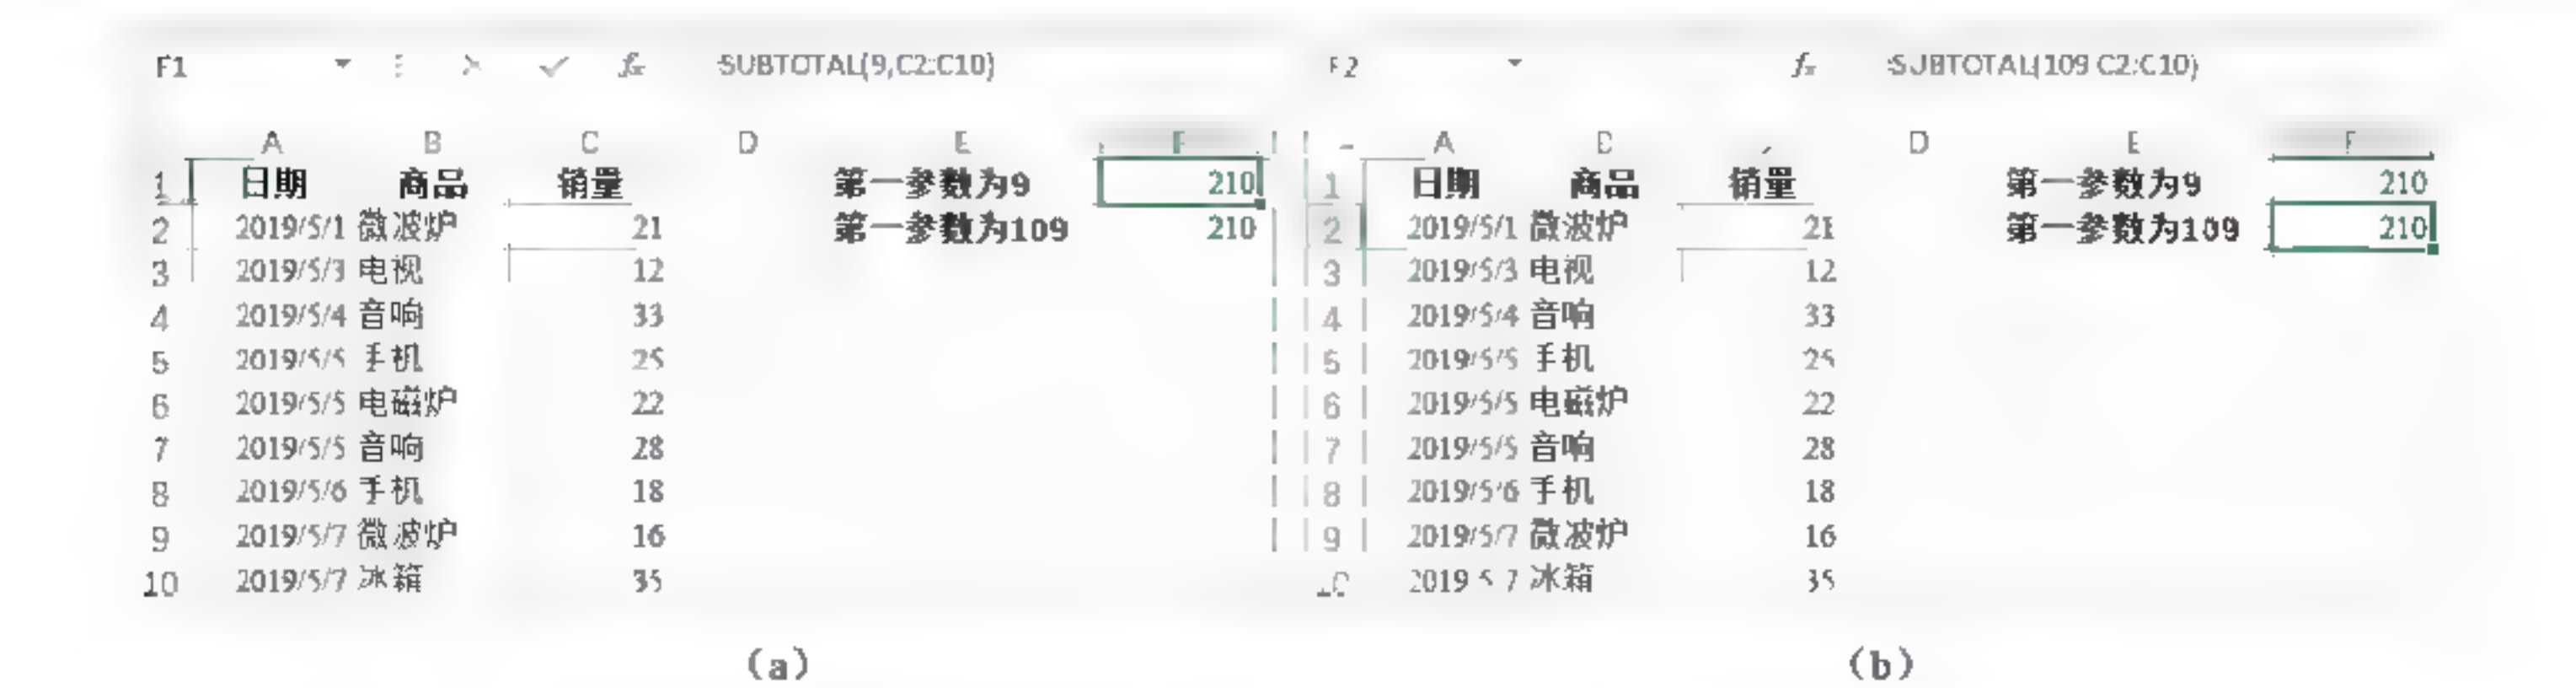 F1 fx SUBTOTAL(9,C2:C10)
A B C D E F
1 日期 商品 销量 第一参数为9 210
2 2019/5/1 微波炉 21 第一参数为109 210
3 2019/5/3 电视 12
4 2019/5/4 音响 33
5 2019/5/5 手机 25
6 2019/5/5 电磁炉 22
7 2019/5/5 音响 28
8 2019/5/6 手机 18
9 2019/5/7 微波炉 16
10 2019/5/7 冰箱 35
(a)
F2 fx SUBTOTAL(109 C2:C10)
A D E F
1 日期 商品 销量 第一参数为9 210
2 2019/5/1 微波炉 21 第一参数为109 210
3 2019/5/3 电视 12
4 2019/5/4 音响 33
5 2019/5/5 手机 25
6 2019/5/5 电磁炉 22
7 2019/5/5 音响 28
8 2019/5/6 手机 18
9 2019/5/7 微波炉 16
2019 5 7 冰箱 35
(b)